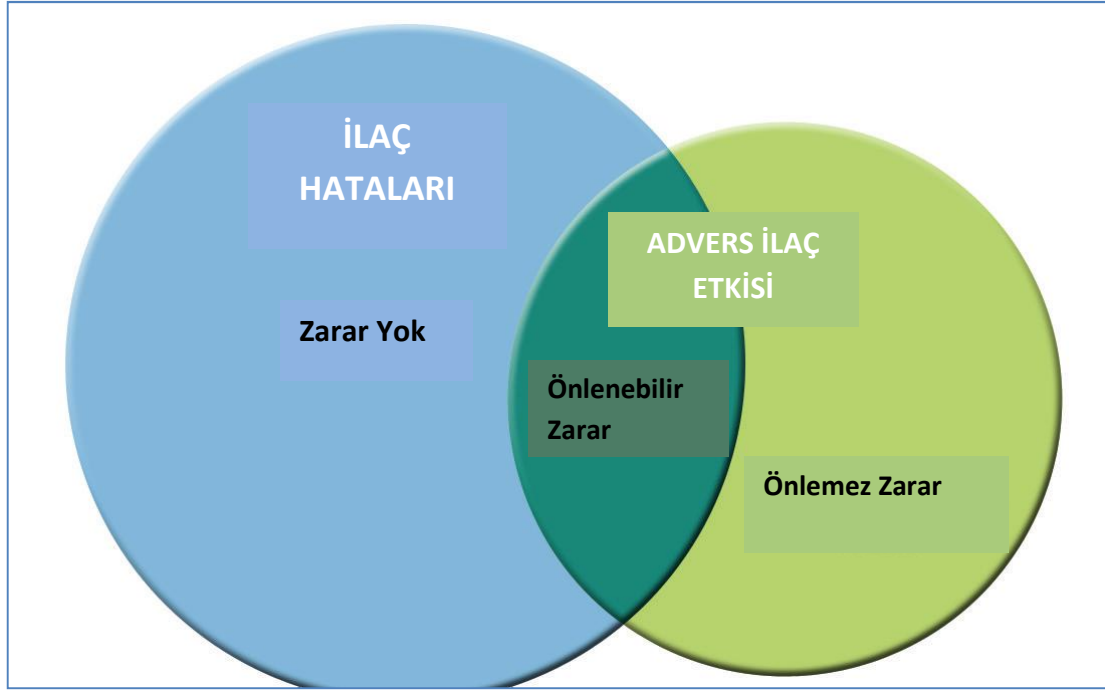 İLAÇ
HATALARI
ADVERS İLAÇ
ETKİSİ
Zarar Yok
Önlenebilir
Zarar
Önlemez Zarar